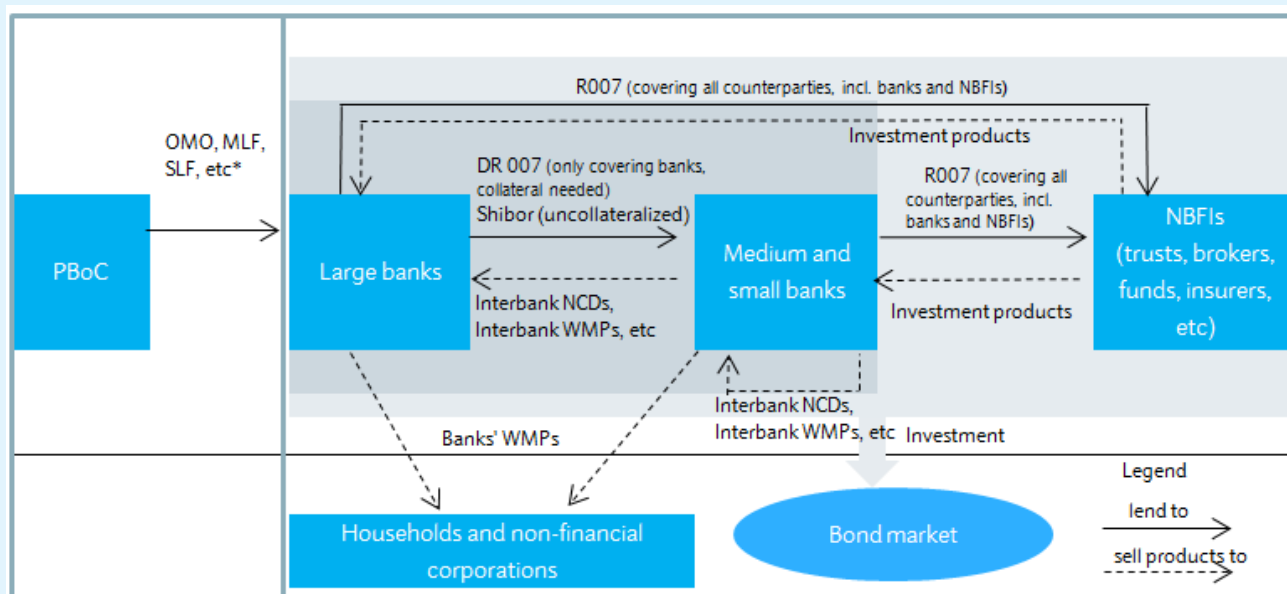 R007 (covering all counterparties, incl. banks and NBFIs)
OMO, MLF,
SLF, etc*
Investment products
DR 007 (only covering banks,
collateral needed)
Shibor (uncollateralized)
R007 (covering all
counterparties, incl.
banks and NBFIs)
PBoC
Large banks
Medium and
small banks
NBFIs
(trusts, brokers,
funds, insurers,
etc)
Interbank NCDs,
Interbank WMPs, etc
Investment products
Interbank NCDs,
Interbank WMPs, etc
Banks' WMPs
Investment
Households and non-financial
corporations
Bond market
Legend
lend to
sell products to